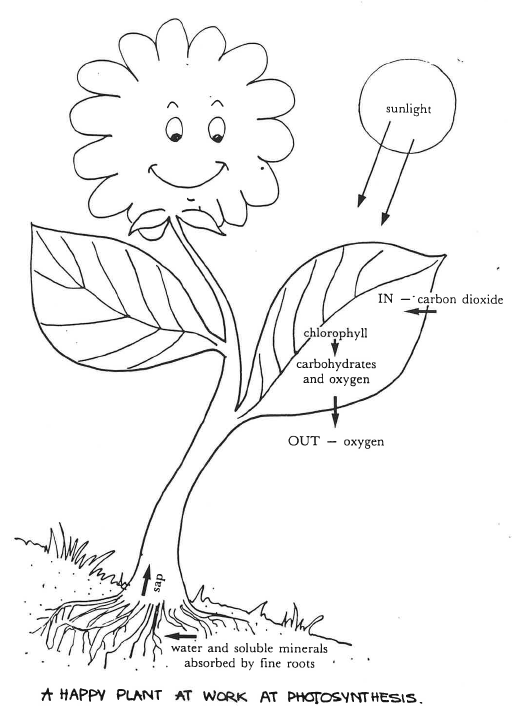 sunlight
IN – carbon dioxide
chlorophyll
carbohydrates
and oxygen
OUT – oxygen
sap
water and soluble minerals
absorbed by fine roots
A HAPPY PLANT AT WORK AT PHOTOSYNTHESIS.